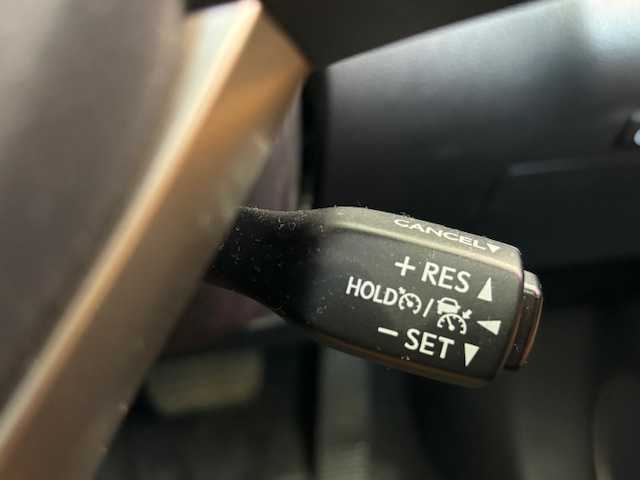 CANCEL▼
+ RES ▲
HOLD / ◀
− SET ▼